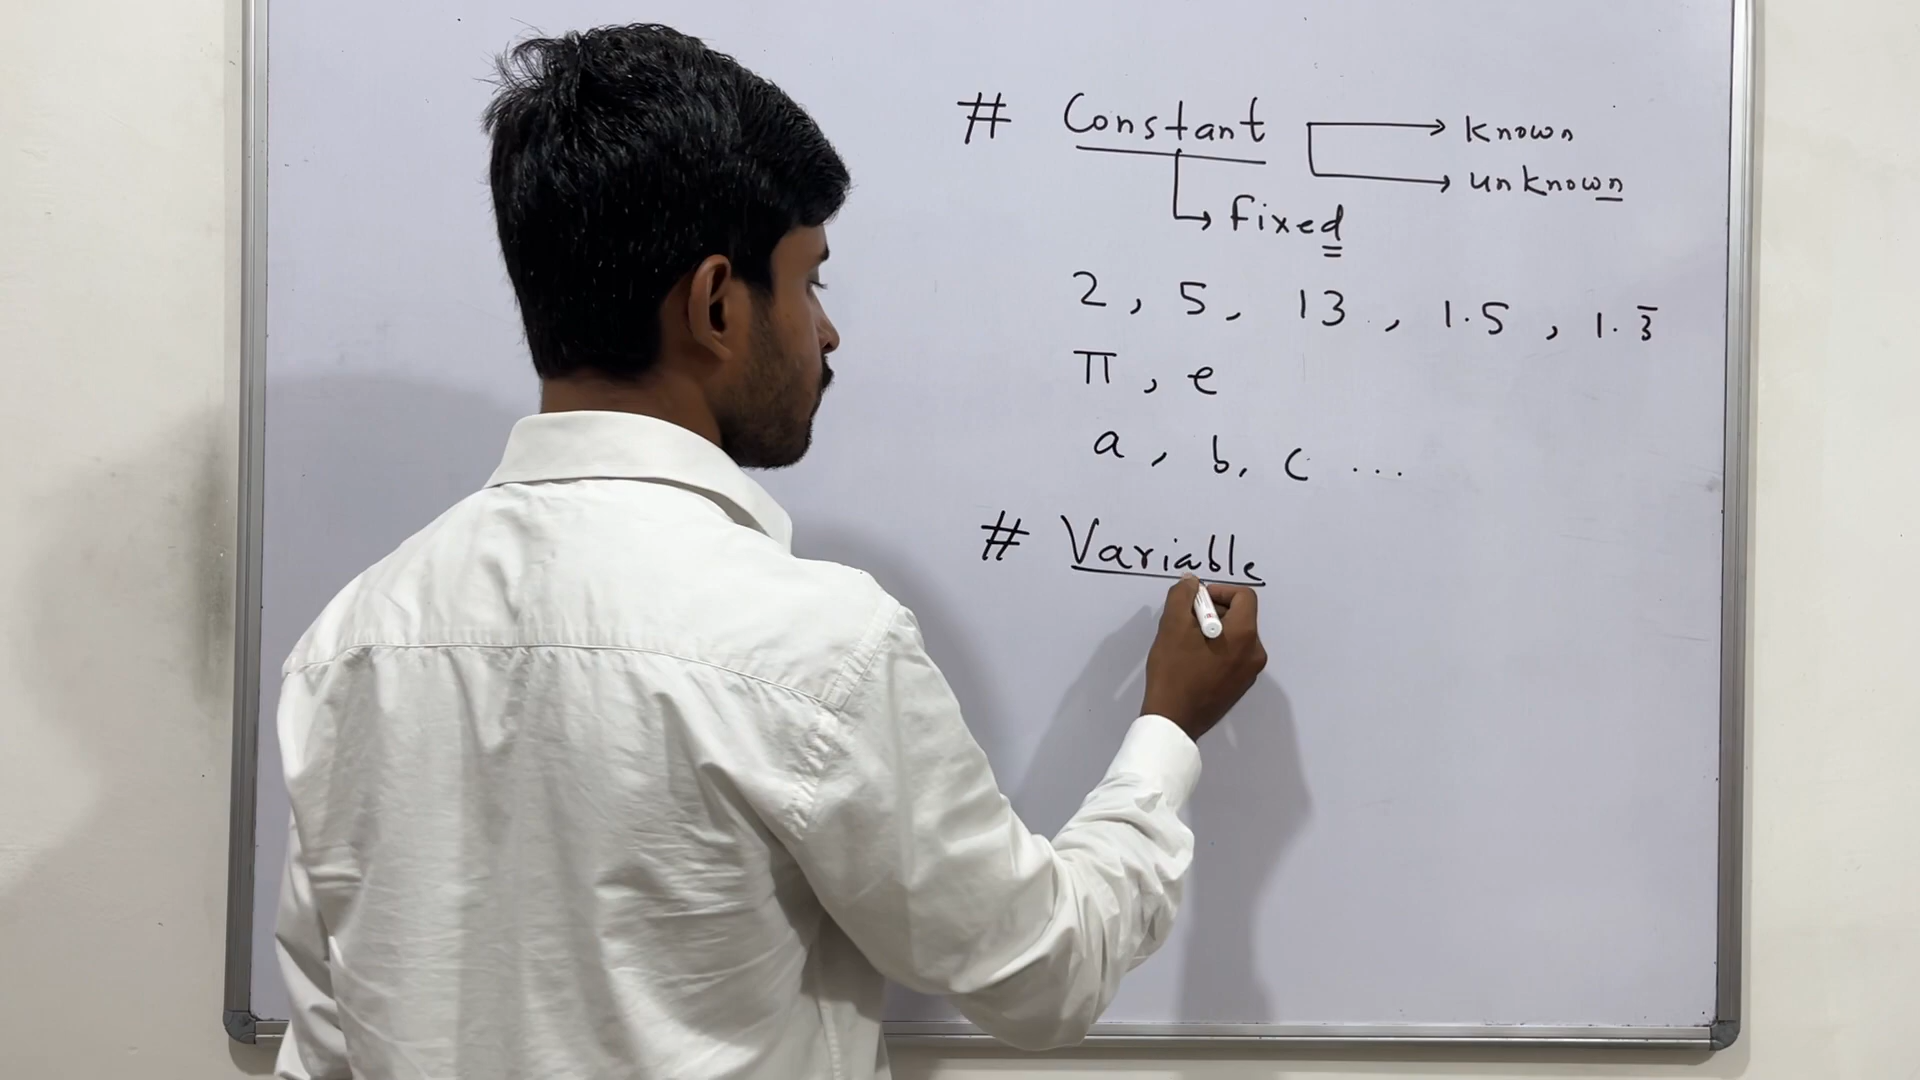 # Constant → known
→ unknown
→ fixed
2, 5, 13, 1.5, 1.3̅
π, e
a, b, c ...
# Variable